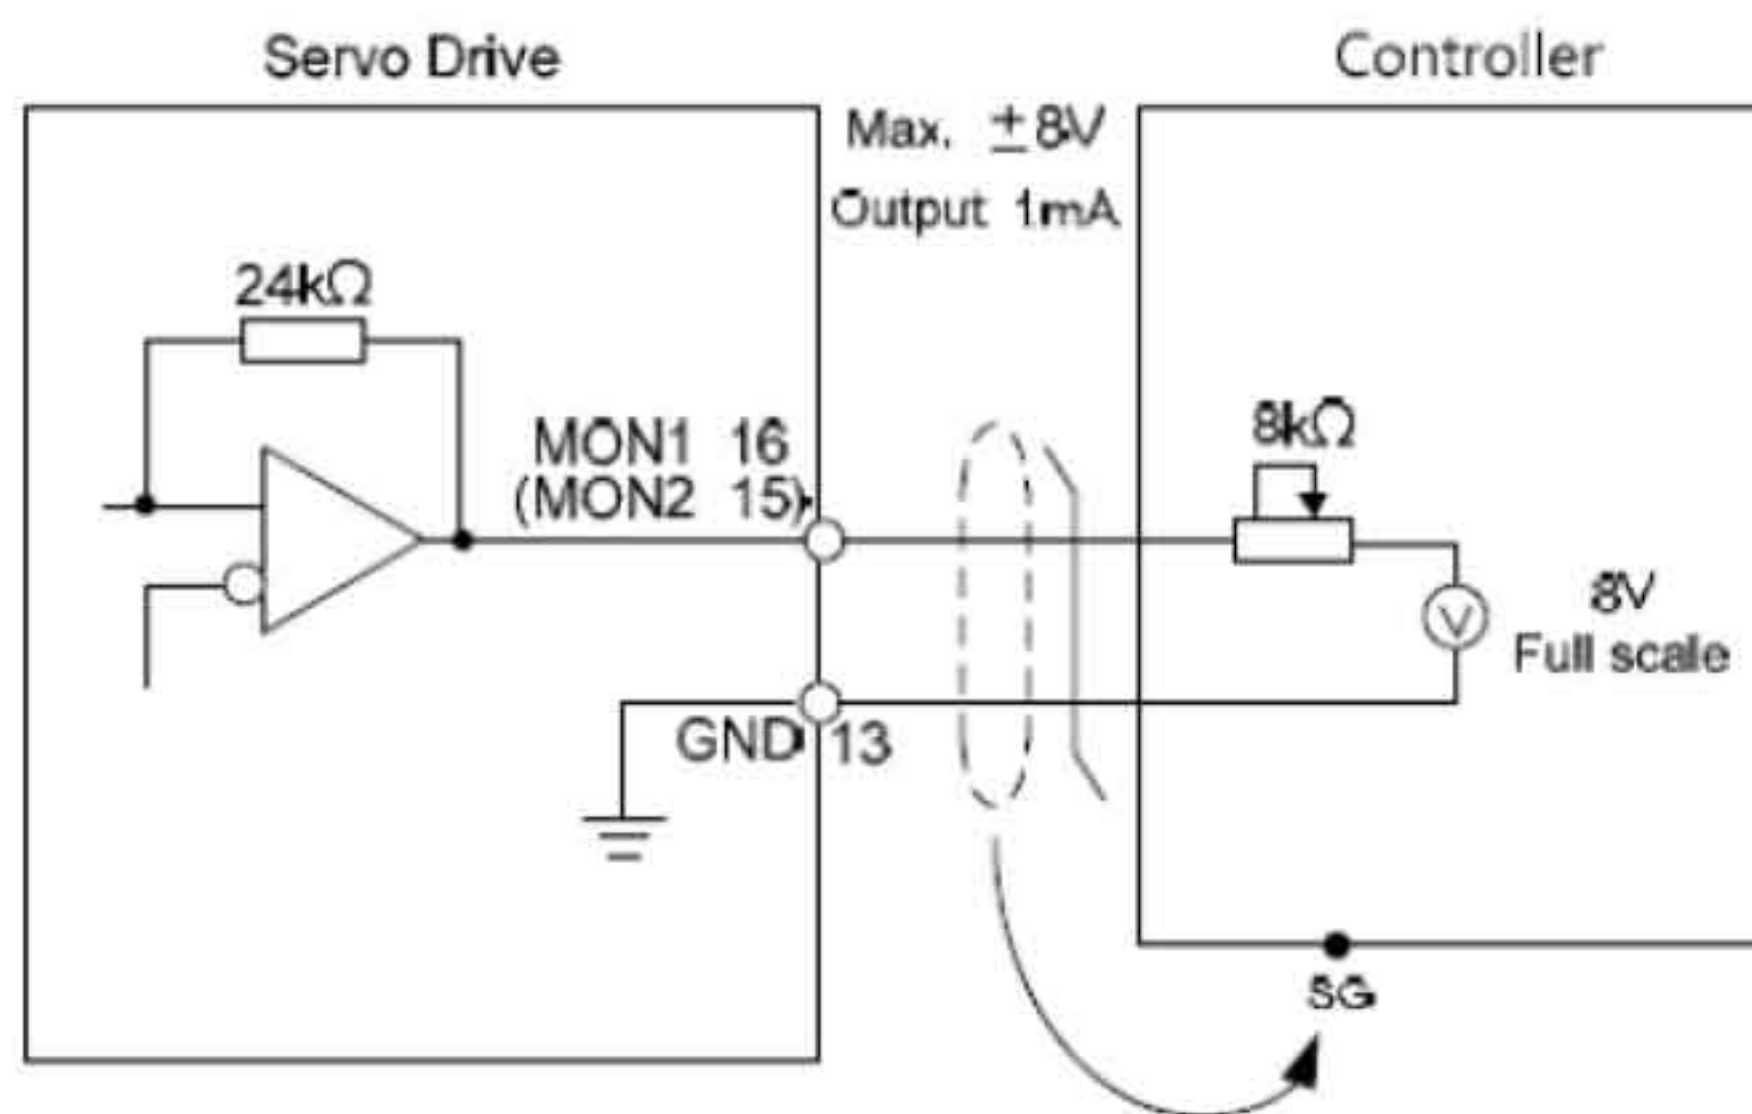 Servo Drive
Controller
Max. ±8V
Output 1mA
24kΩ
MON1 16
(MON2 15)
8kΩ
V
8V
Full scale
GND 13
SG